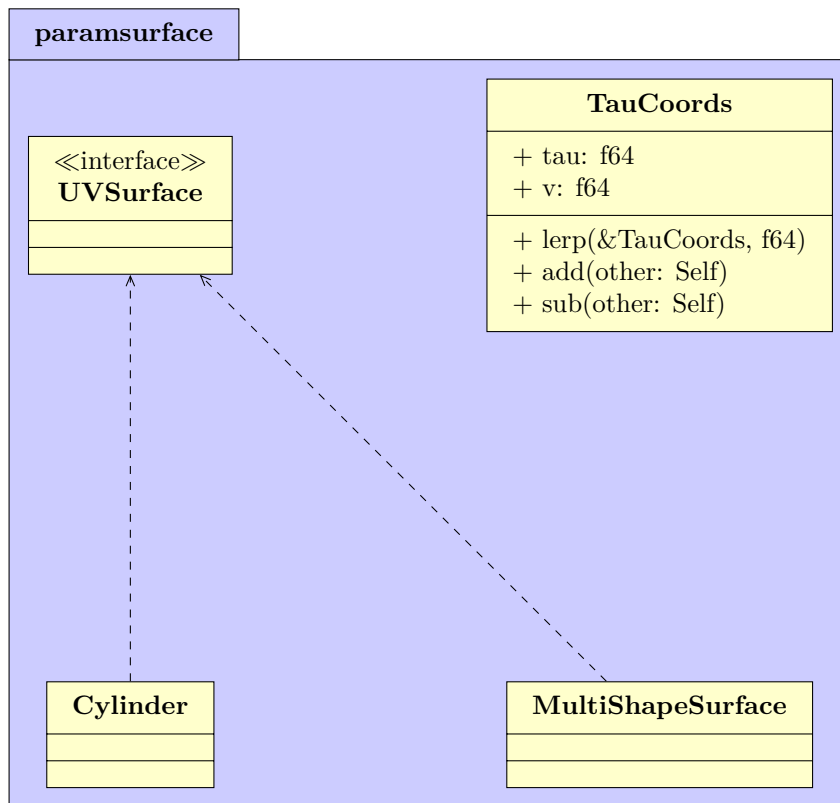 paramsurface
≪interface≫
UVSurface
TauCoords
+ tau: f64
+ v: f64
+ lerp(&TauCoords, f64)
+ add(other: Self)
+ sub(other: Self)
Cylinder
MultiShapeSurface